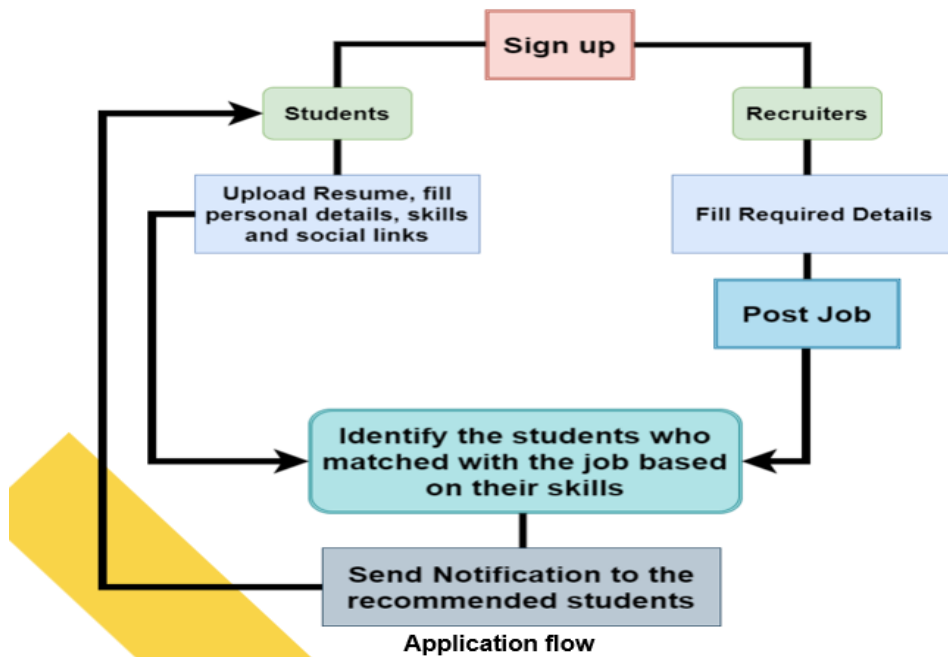 Sign up
Students
Recruiters
Upload Resume, fill
personal details, skills
and social links
Fill Required Details
Post Job
Identify the students who
matched with the job based
on their skills
Send Notification to the
recommended students
Application flow